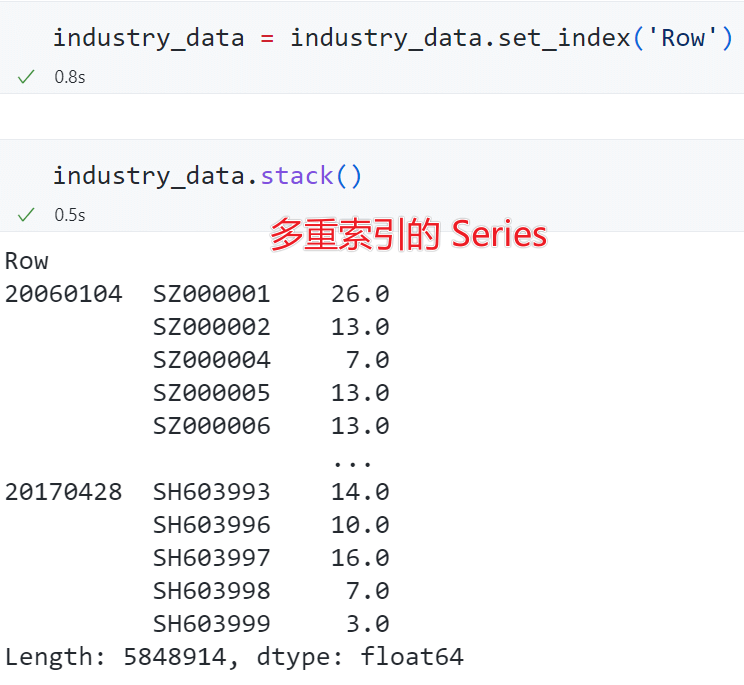 industry_data = industry_data.set_index('Row')
✓ 0.8s
industry_data.stack()
✓ 0.5s
多重索引的 Series
Row
20060104  SZ000001    26.0
          SZ000002    13.0
          SZ000004     7.0
          SZ000005    13.0
          SZ000006    13.0
                      ...
20170428  SH603993    14.0
          SH603996    10.0
          SH603997    16.0
          SH603998     7.0
          SH603999     3.0
Length: 5848914, dtype: float64